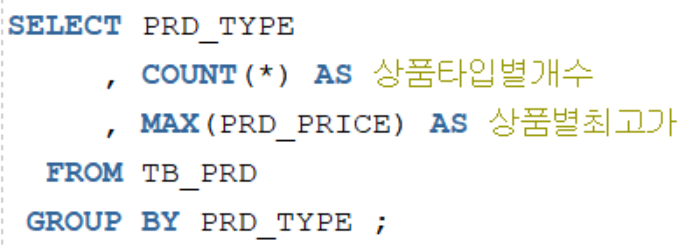 SELECT PRD_TYPE
, COUNT(*) AS 상품타입별개수
, MAX(PRD_PRICE) AS 상품별최고가
FROM TB_PRD
GROUP BY PRD_TYPE ;